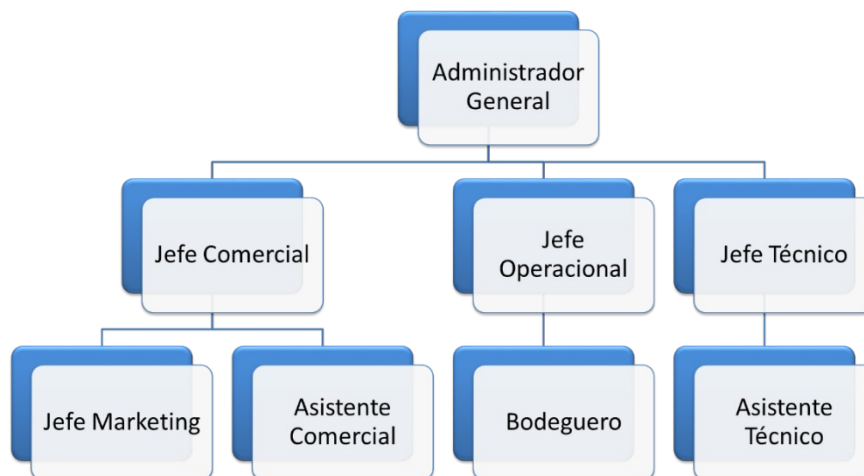 Administrador
General
Jefe Comercial
Jefe
Operacional
Jefe Técnico
Jefe Marketing
Asistente
Comercial
Bodeguero
Asistente
Técnico